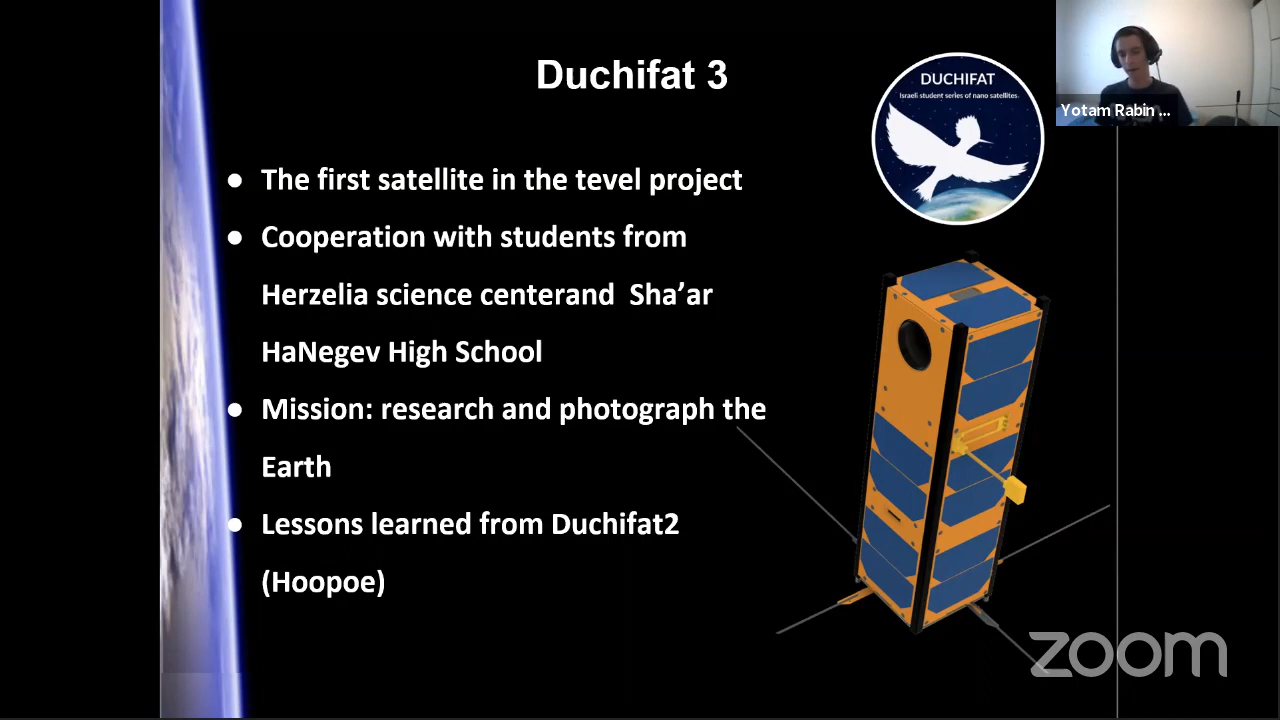 Duchifat 3
DUCHIFAT
Israeli student series of nano satellites.
Yotam Rabin ...
● The first satellite in the tevel project
● Cooperation with students from
Herzelia science centerand Sha’ar
HaNegev High School
● Mission: research and photograph the
Earth
● Lessons learned from Duchifat2
(Hoopoe)
zoom